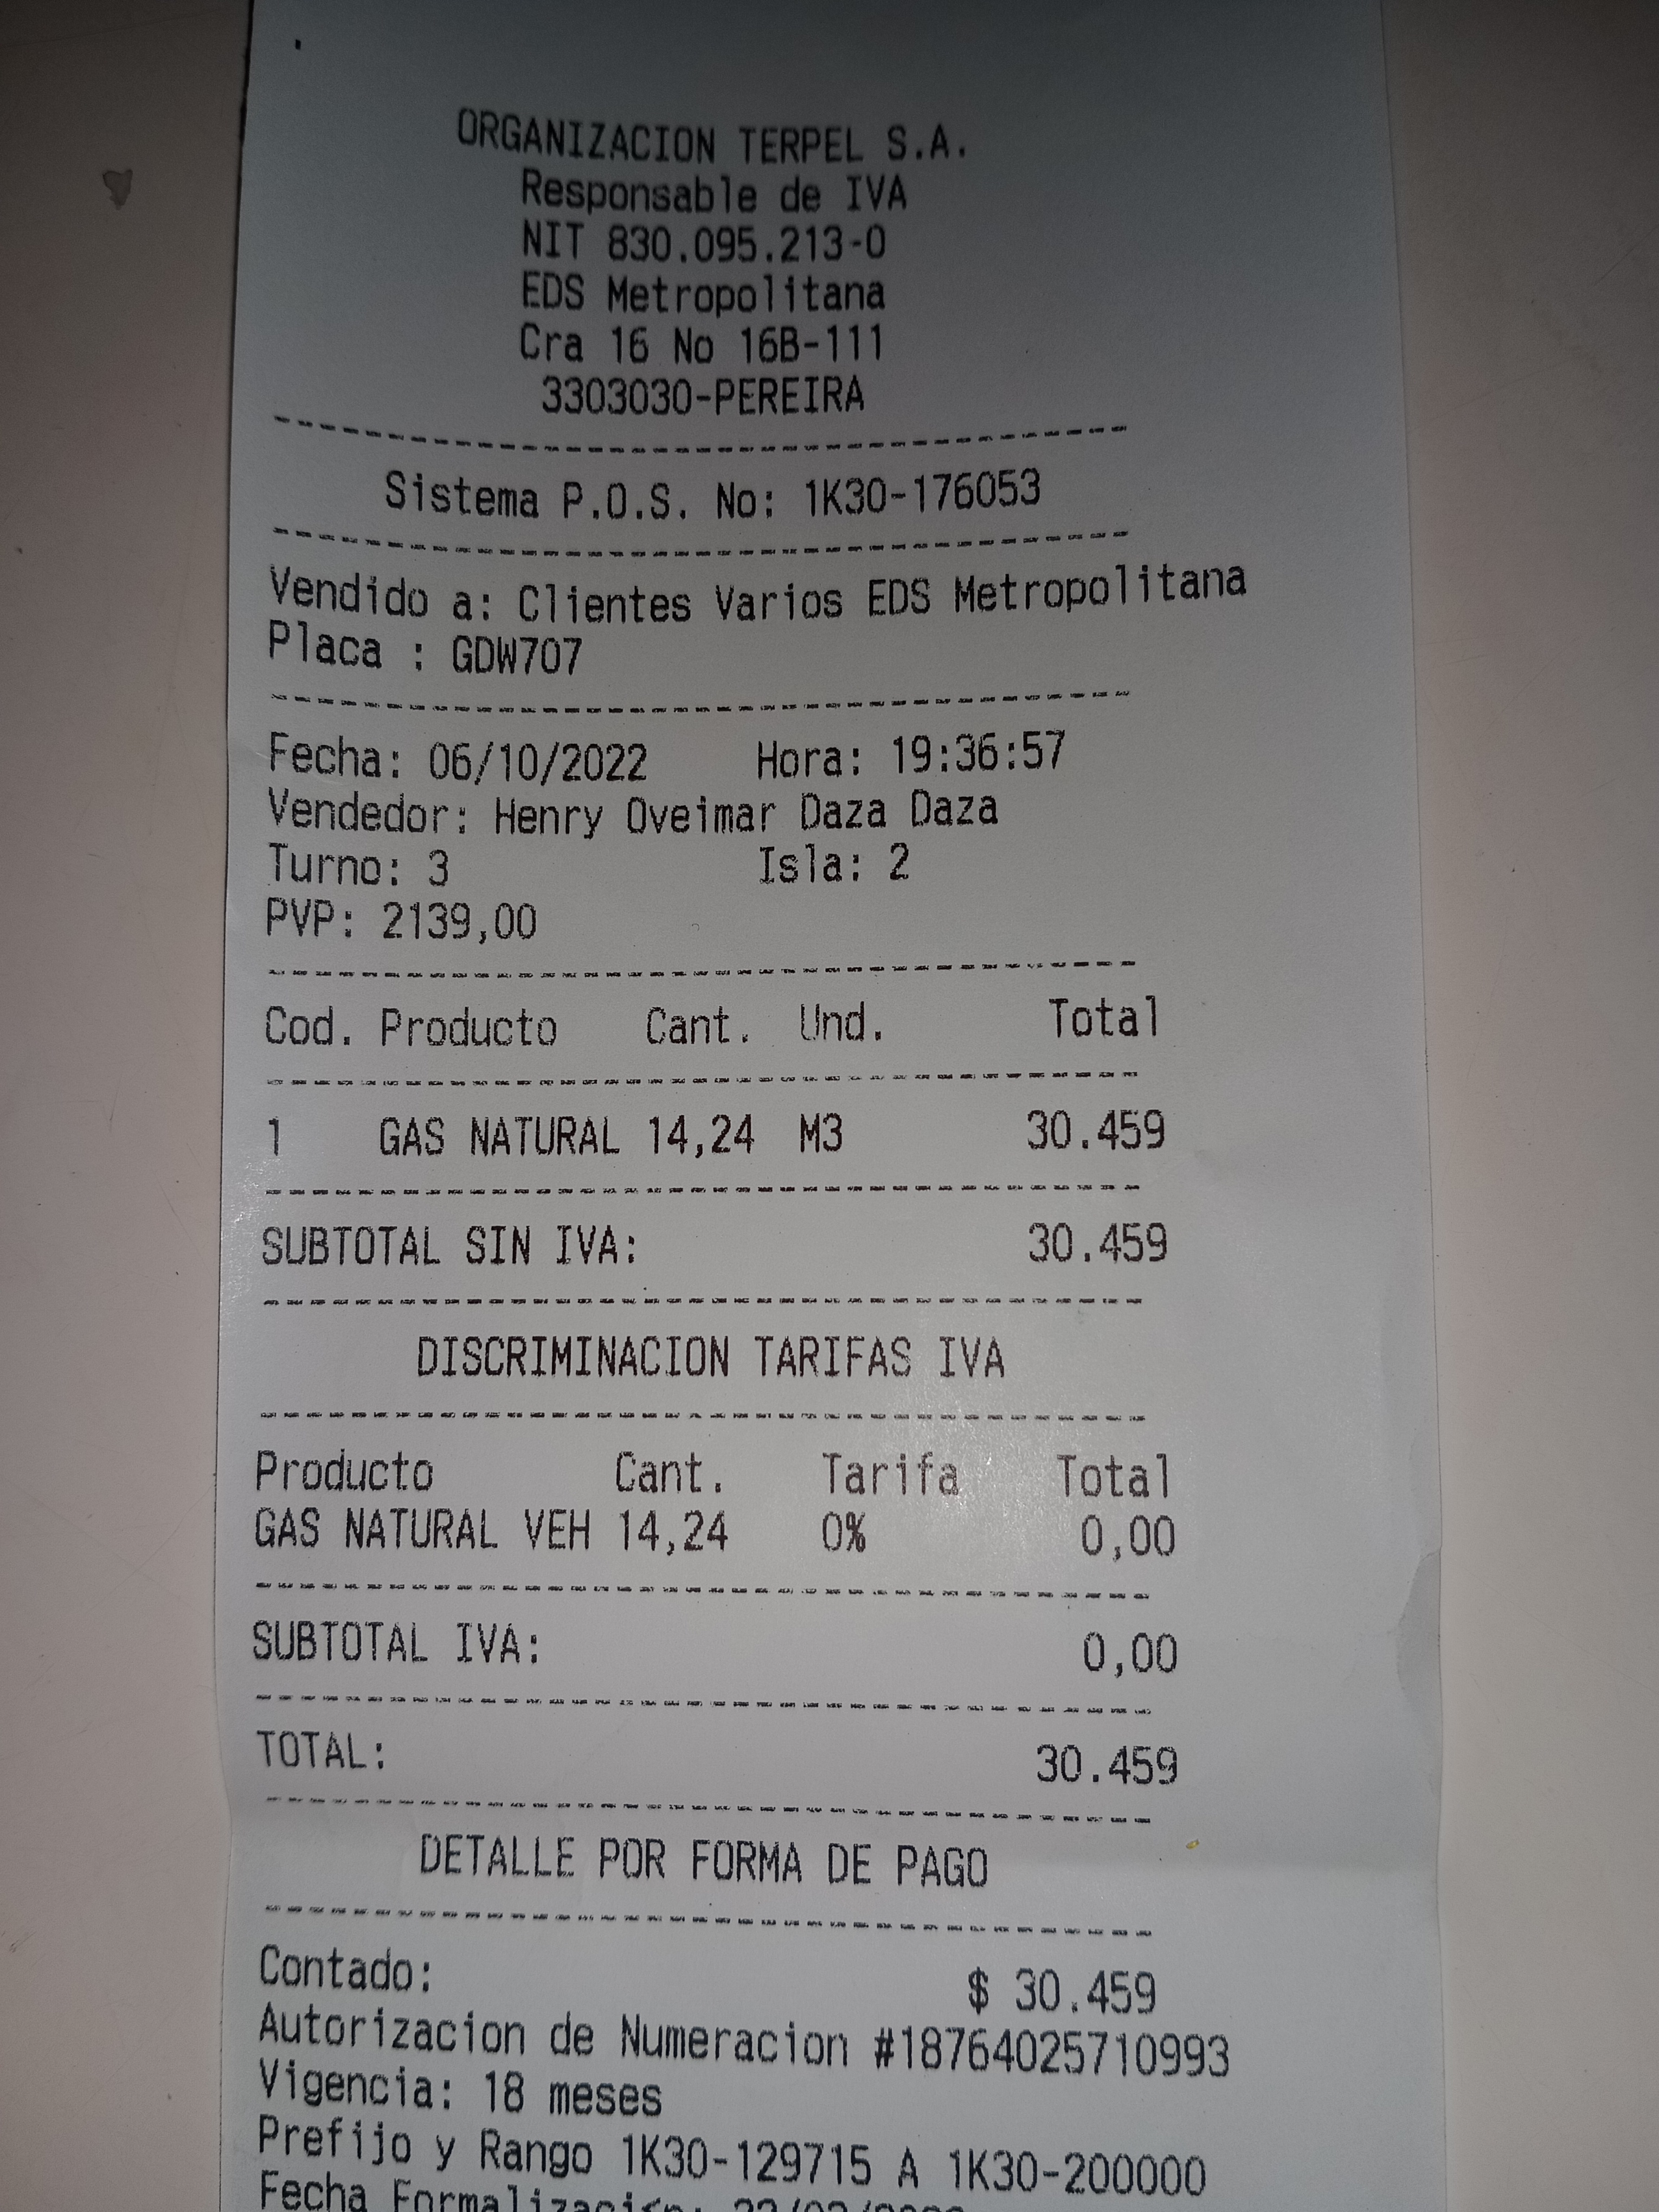 ORGANIZACION TERPEL S.A.
Responsable de IVA
NIT 830.095.213-0
EDS Metropolitana
Cra 16 No 16B-111
3303030-PEREIRA
Sistema P.O.S. No: 1K30-176053
Vendido a: Clientes Varios EDS Metropolitana
Placa : GDW707
Fecha: 06/10/2022 Hora: 19:36:57
Vendedor: Henry Oveimar Daza Daza
Turno: 3 Isla: 2
PVP: 2139,00
Cod. Producto Cant. Und. Total
1 GAS NATURAL 14,24 M3 30.459
SUBTOTAL SIN IVA: 30.459
DISCRIMINACION TARIFAS IVA
Producto Cant. Tarifa Total
GAS NATURAL VEH 14,24 0% 0,00
SUBTOTAL IVA: 0,00
TOTAL: 30.459
DETALLE POR FORMA DE PAGO
Contado: $ 30.459
Autorizacion de Numeracion #18764025710993
Vigencia: 18 meses
Prefijo y Rango 1K30-129715 A 1K30-200000
Fecha